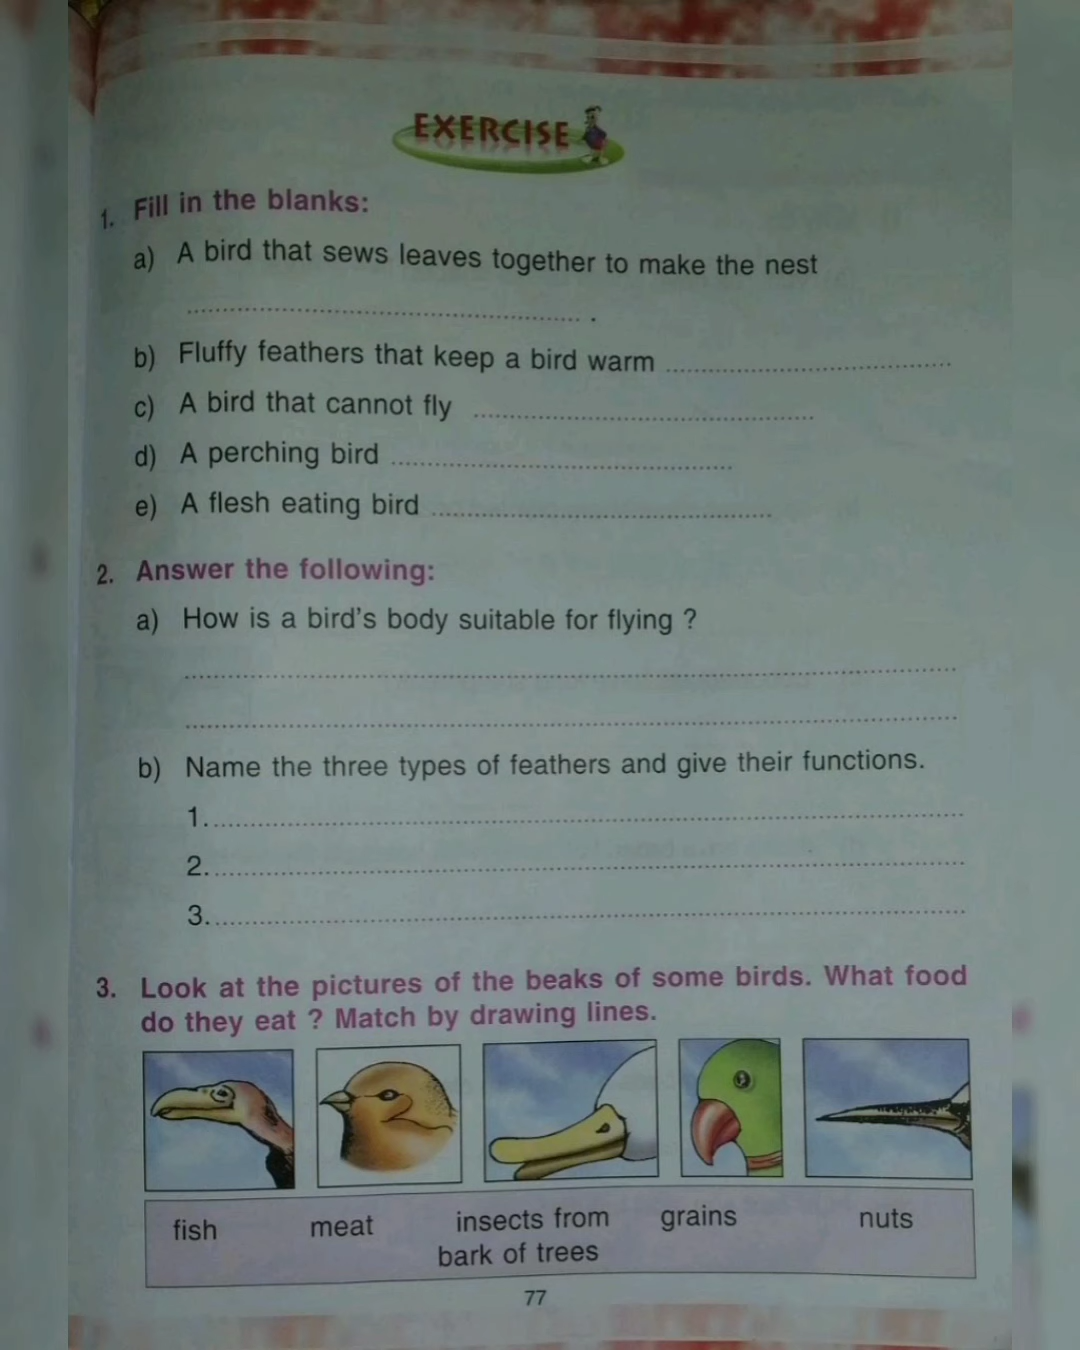 EXERCISE
1. Fill in the blanks:
a) A bird that sews leaves together to make the nest
.................................................... .
b) Fluffy feathers that keep a bird warm ......................................
c) A bird that cannot fly .............................................
d) A perching bird .............................................
e) A flesh eating bird .............................................
2. Answer the following:
a) How is a bird's body suitable for flying ?
....................................................................................................
....................................................................................................
b) Name the three types of feathers and give their functions.
1. ..................................................................................................
2. ..................................................................................................
3. ..................................................................................................
3. Look at the pictures of the beaks of some birds. What food
do they eat ? Match by drawing lines.
fish meat insects from grains nuts
bark of trees
77